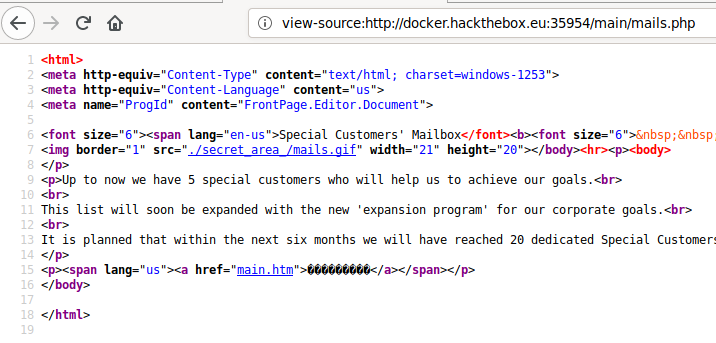 view-source:http://docker.hackthebox.eu:35954/main/mails.php
1 <html>
2 <meta http-equiv="Content-Type" content="text/html; charset=windows-1253">
3 <meta http-equiv="Content-Language" content="us">
4 <meta name="ProgId" content="FrontPage.Editor.Document">
5
6 <font size="6"><span lang="en-us">Special Customers' Mailbox</font><b><font size="6">&nbsp;&nbsp;
7 <img border="1" src="./secret_area_/mails.gif" width="21" height="20"></body><hr><p><body>
8 </p>
9 <p>Up to now we have 5 special customers who will help us to achieve our goals.<br>
10 <br>
11 This list will soon be expanded with the new 'expansion program' for our corporate goals.<br>
12 <br>
13 It is planned that within the next six months we will have reached 20 dedicated Special Customers
14 </p>
15 <p><span lang="us"><a href="main.htm">���������</a></span></p>
16 </body>
17
18 </html>
19